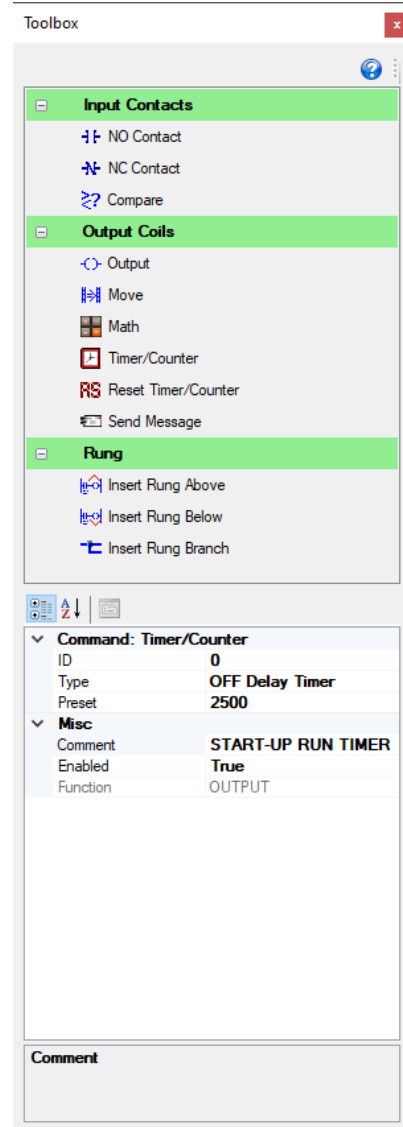 Toolbox
x
?
Input Contacts
NO Contact
NC Contact
Compare
Output Coils
Output
Move
Math
Timer/Counter
RS Reset Timer/Counter
Send Message
Rung
Insert Rung Above
Insert Rung Below
Insert Rung Branch
Command: Timer/Counter
ID 0
Type OFF Delay Timer
Preset 2500
Misc
Comment START-UP RUN TIMER
Enabled True
Function OUTPUT
Comment